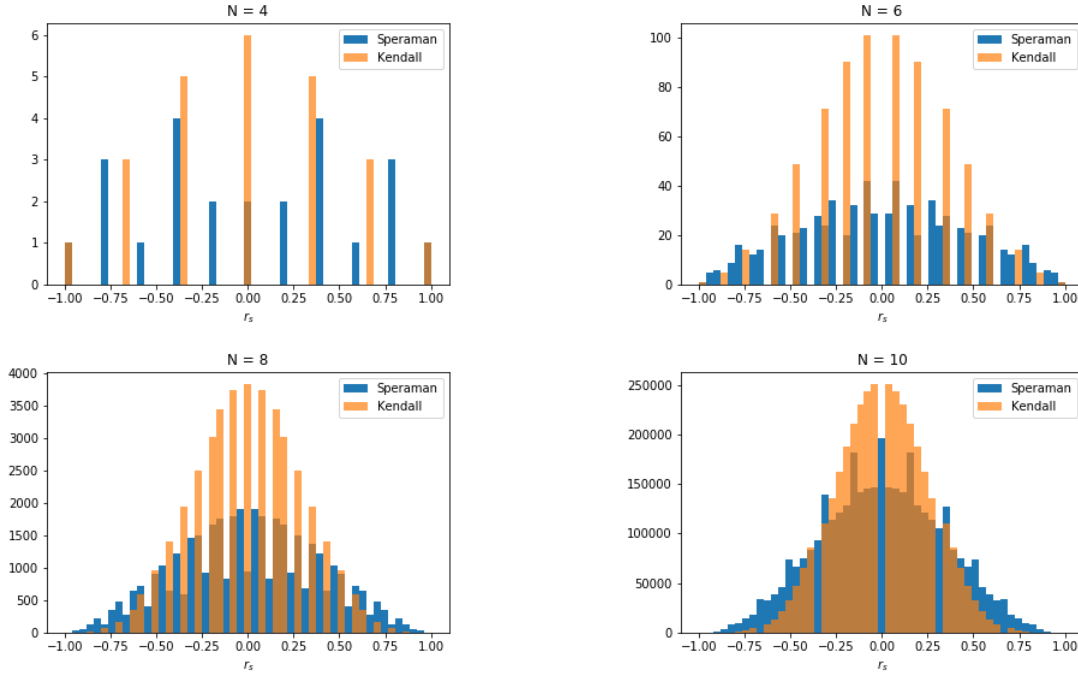 N = 4
6
5
4
3
2
1
0
Speraman
Kendall
−1.00 −0.75 −0.50 −0.25 0.00 0.25 0.50 0.75 1.00
r_s
N = 6
100
80
60
40
20
0
Speraman
Kendall
−1.00 −0.75 −0.50 −0.25 0.00 0.25 0.50 0.75 1.00
r_s
N = 8
4000
3500
3000
2500
2000
1500
1000
500
0
Speraman
Kendall
−1.00 −0.75 −0.50 −0.25 0.00 0.25 0.50 0.75 1.00
r_s
N = 10
250000
200000
150000
100000
50000
0
Speraman
Kendall
−1.00 −0.75 −0.50 −0.25 0.00 0.25 0.50 0.75 1.00
r_s